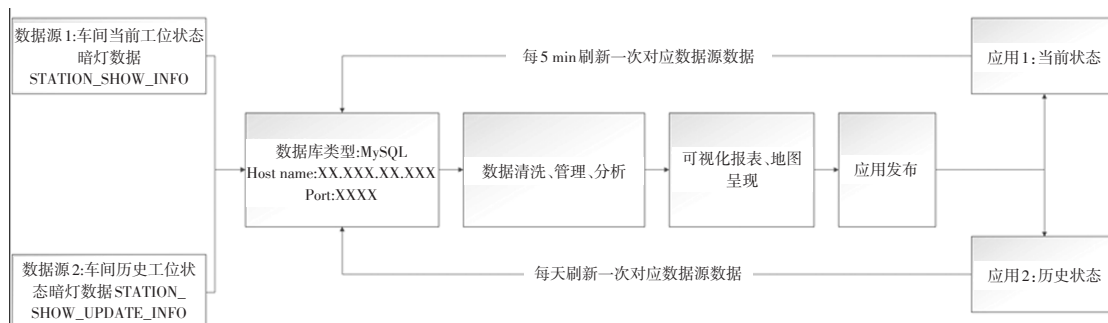 数据源1:车间当前工位状态
暗灯数据
STATION_SHOW_INFO
每5 min刷新一次对应数据源数据
应用1:当前状态
数据库类型:MySQL
Host name:XX.XXX.XX.XXX
Port:XXXX
数据清洗、管理、分析
可视化报表、地图
呈现
应用发布
数据源2:车间历史工位状
态暗灯数据STATION_
SHOW_UPDATE_INFO
每天刷新一次对应数据源数据
应用2:历史状态